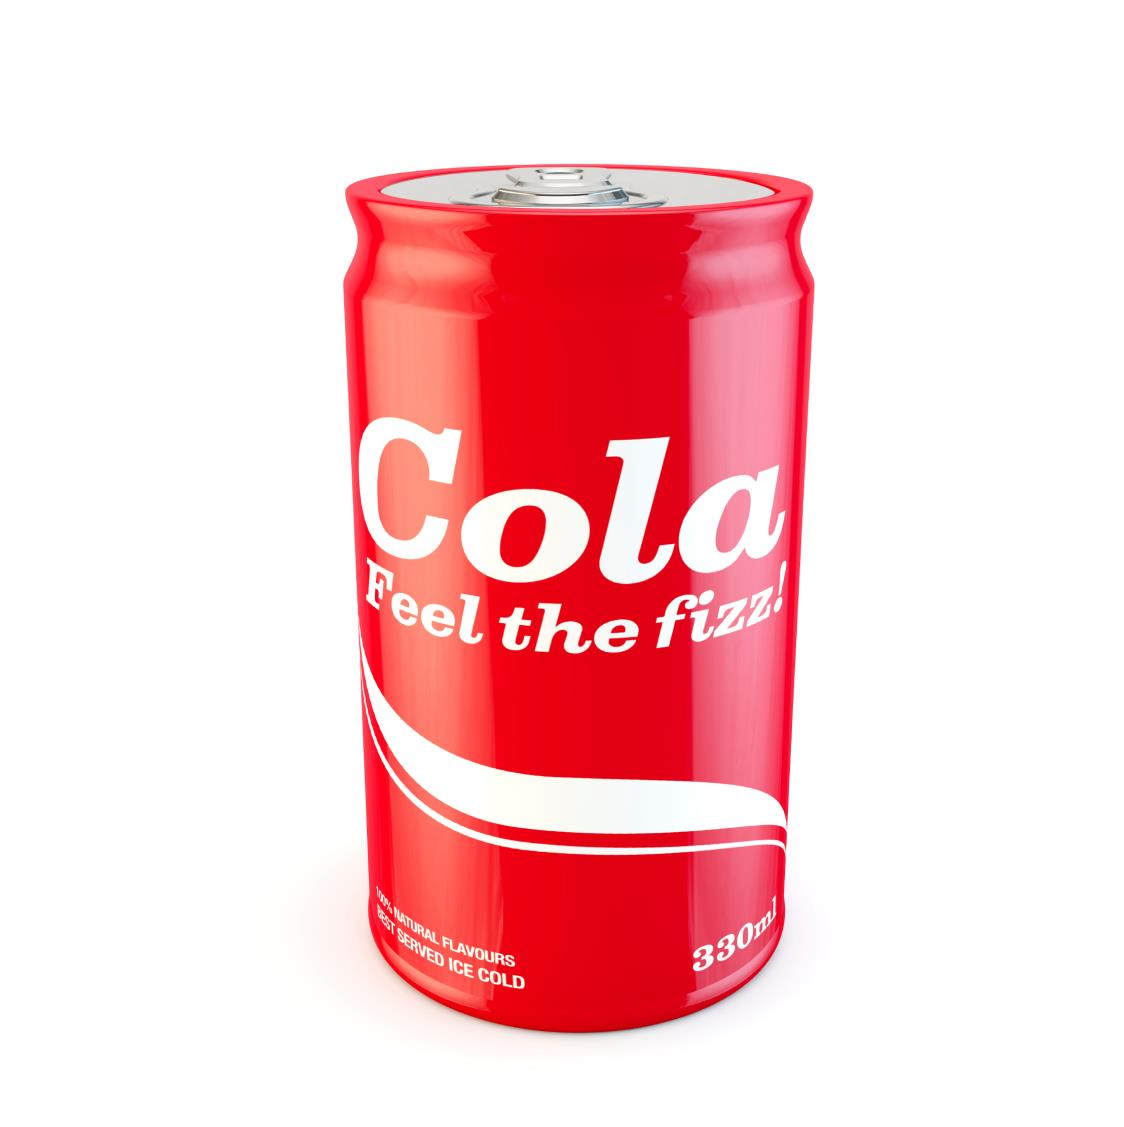 Cola
Feel the fizz!
100% NATURAL FLAVOURS
BEST SERVED ICE COLD
330ml